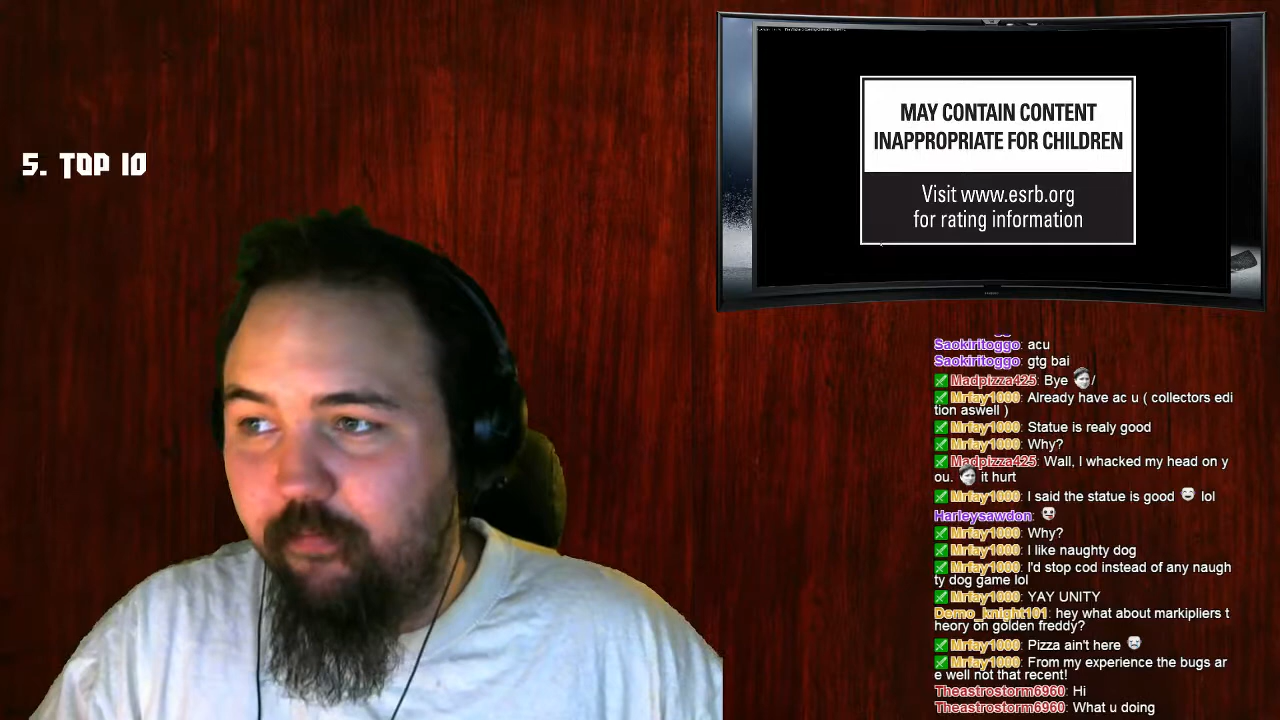 5. TOP 10
MAY CONTAIN CONTENT
INAPPROPRIATE FOR CHILDREN
Visit www.esrb.org
for rating information
Saokiritoggo: acu
Saokiritoggo: gtg bai
Madpizza425: Bye /
Mrfay1000: Already have ac u ( collectors edi
tion aswell )
Mrfay1000: Statue is realy good
Mrfay1000: Why?
Madpizza425: Wall, I whacked my head on y
ou. it hurt
Mrfay1000: I said the statue is good lol
Harleysawdon:
Mrfay1000: Why?
Mrfay1000: I like naughty dog
Mrfay1000: I'd stop cod instead of any naugh
ty dog game lol
Mrfay1000: YAY UNITY
Demo_knight101: hey what about markipliers t
heory on golden freddy?
Mrfay1000: Pizza ain't here
Mrfay1000: From my experience the bugs ar
e well not that recent!
Theastrostorm6960: Hi
Theastrostorm6960: What u doing